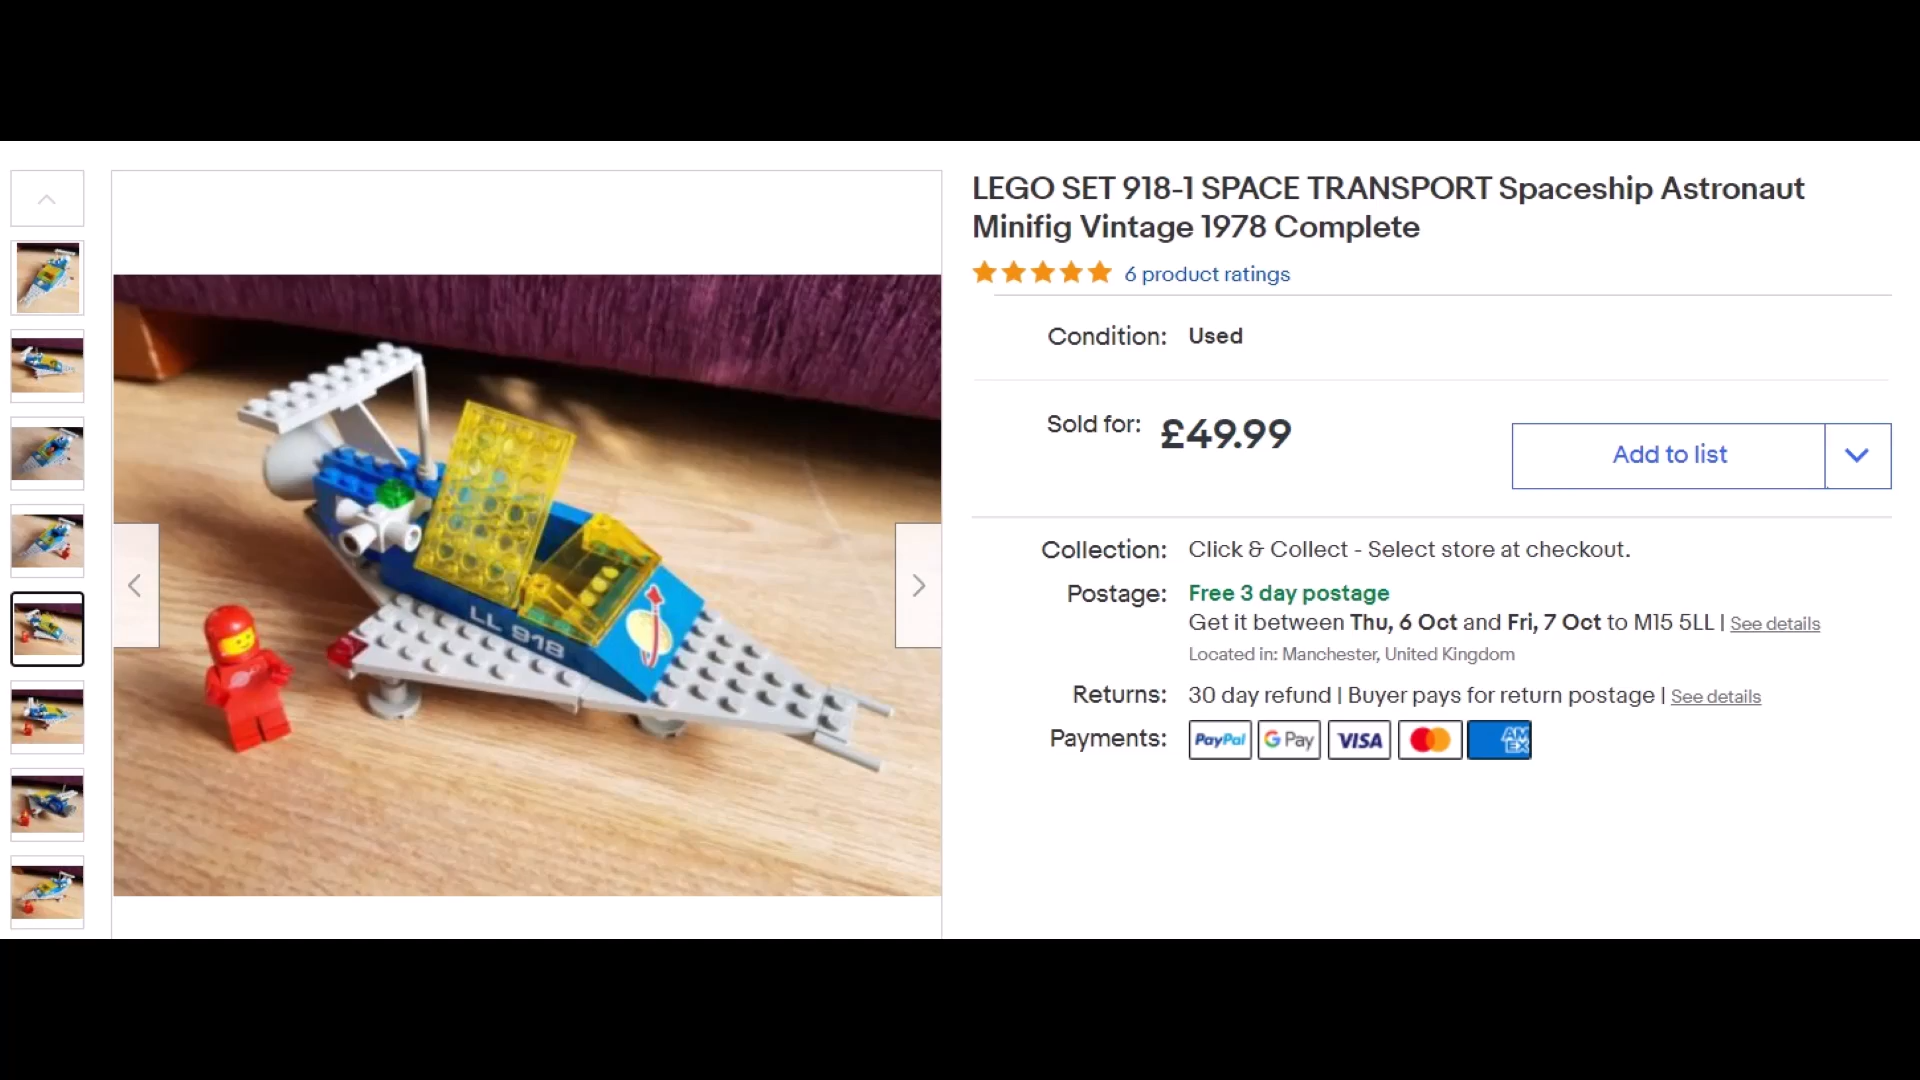 LEGO SET 918-1 SPACE TRANSPORT Spaceship Astronaut
Minifig Vintage 1978 Complete
6 product ratings
Condition: Used
Sold for: £49.99
Add to list
Collection: Click & Collect - Select store at checkout.
Postage: Free 3 day postage
Get it between Thu, 6 Oct and Fri, 7 Oct to M15 5LL | See details
Located in: Manchester, United Kingdom
Returns: 30 day refund | Buyer pays for return postage | See details
Payments: PayPal G Pay VISA AM EX
LL 918